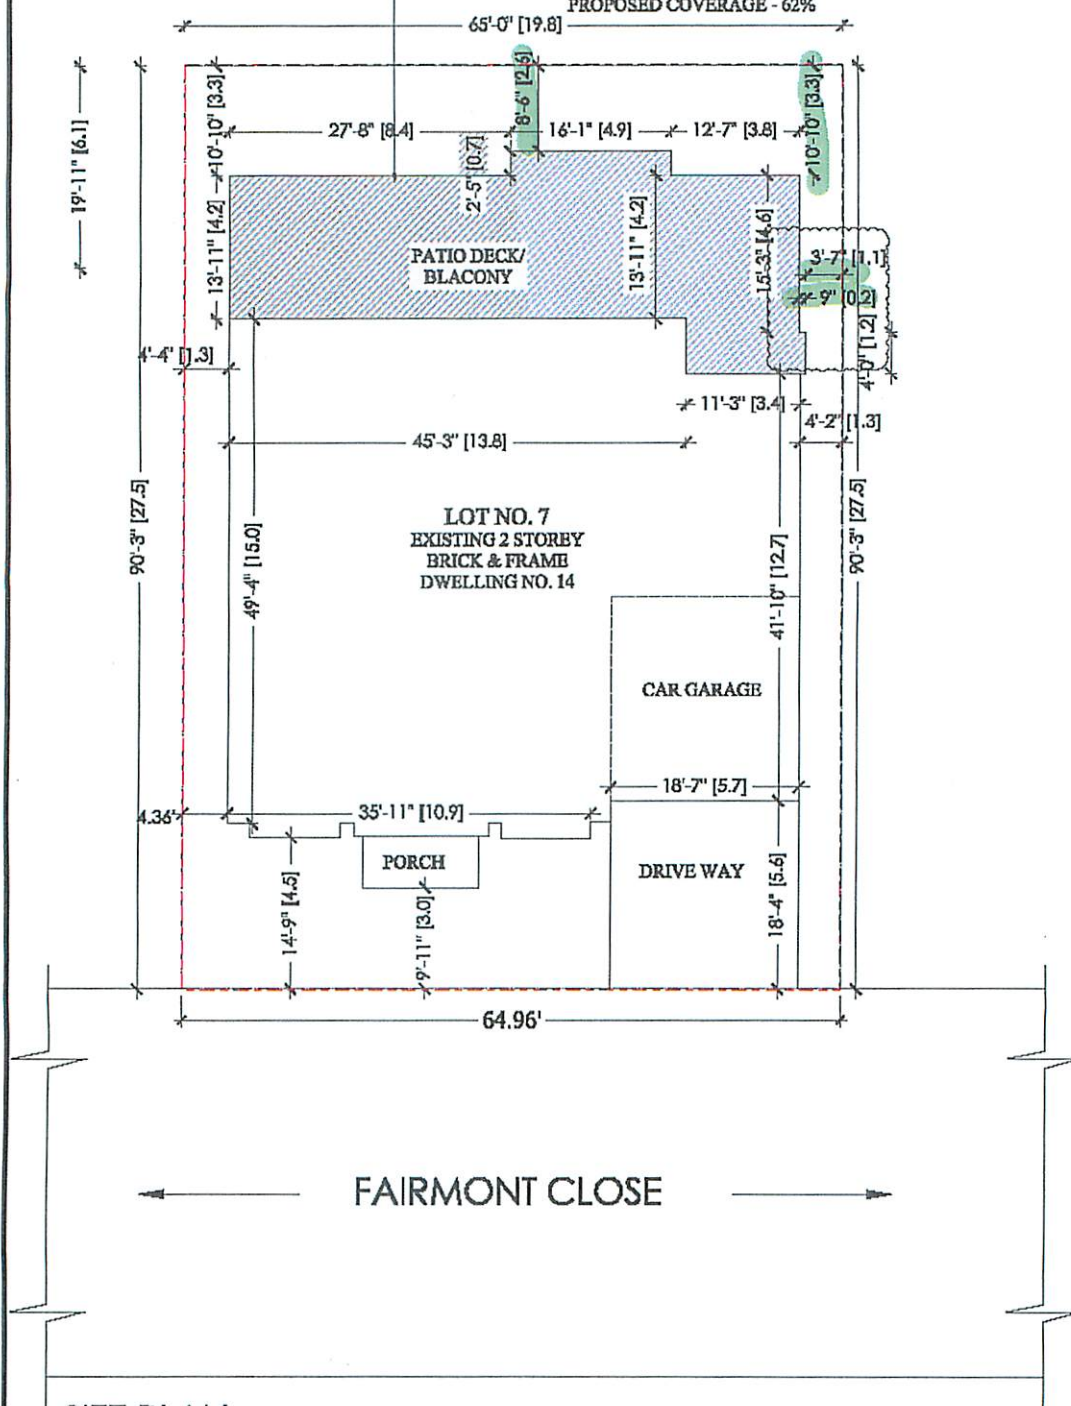 PROPOSED COVERAGE - 62%
65'-0" [19.8]
19'-11" [6.1]
10'-10" [3.3]
8'-6" [2.6]
10'-10" [3.3]
27'-8" [8.4]
16'-1" [4.9]
12'-7" [3.8]
2'-5" [0.7]
13'-11" [4.2]
13'-11" [4.2]
15'-3" [4.6]
PATIO DECK/
BLACONY
3'-7" [1.1]
9" [0.2]
4'-0" [1.2]
4'-4" [1.3]
11'-3" [3.4]
4'-2" [1.3]
45'-3" [13.8]
90'-3" [27.5]
49'-4" [15.0]
LOT NO. 7
EXISTING 2 STOREY
BRICK & FRAME
DWELLING NO. 14
41'-10" [12.7]
90'-3" [27.5]
CAR GARAGE
18'-7" [5.7]
4.36'
35'-11" [10.9]
PORCH
DRIVE WAY
14'-9" [4.5]
9'-11" [3.0]
18'-4" [5.6]
64.96'
FAIRMONT CLOSE